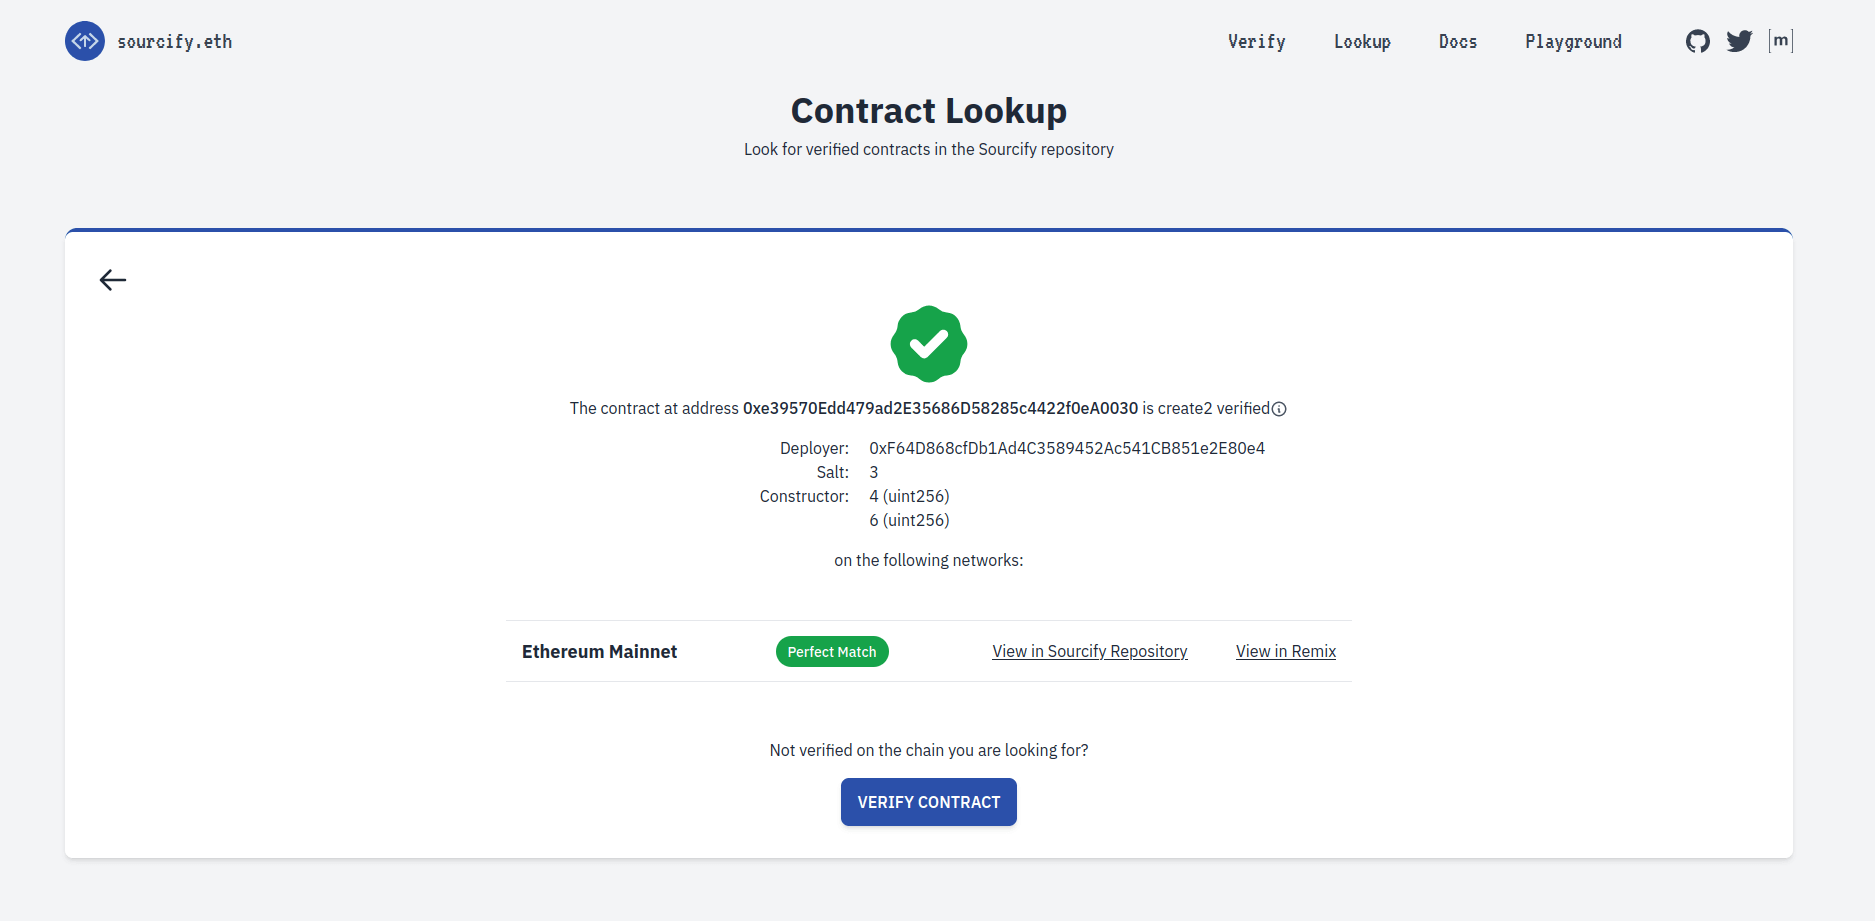 sourcify.eth
Verify Lookup Docs Playground [m]
Contract Lookup
Look for verified contracts in the Sourcify repository
The contract at address 0xe39570Edd479ad2E35686D58285c4422f0eA0030 is create2 verified
Deployer: 0xF64D868cfDb1Ad4C3589452Ac541CB851e2E80e4
Salt: 3
Constructor: 4 (uint256)
6 (uint256)
on the following networks:
Ethereum Mainnet Perfect Match View in Sourcify Repository View in Remix
Not verified on the chain you are looking for?
VERIFY CONTRACT